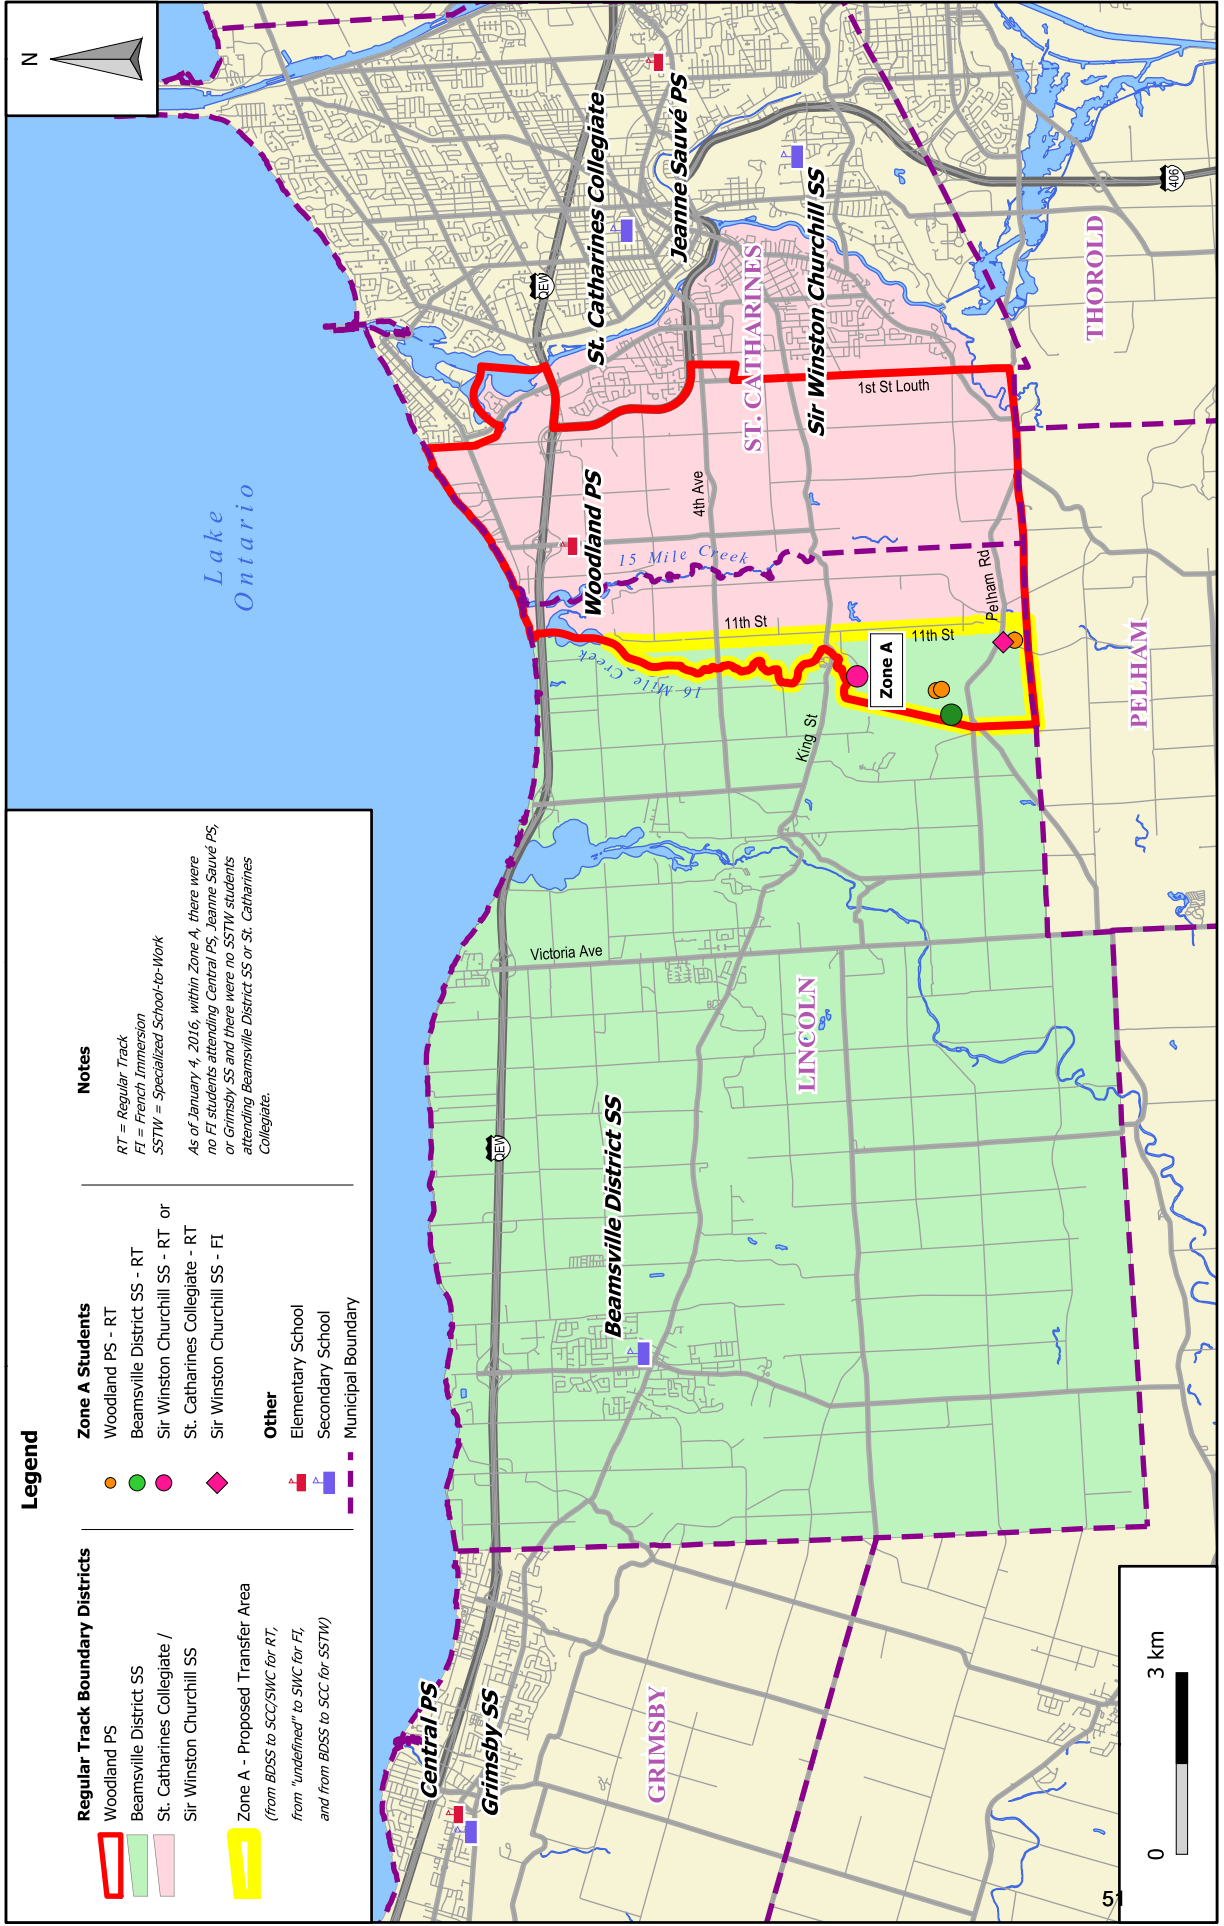 Legend
Regular Track Boundary Districts
Woodland PS
Beamsville District SS
St. Catharines Collegiate /
Sir Winston Churchill SS
Zone A - Proposed Transfer Area
(from BDSS to SCC/SWC for RT,
from "undefined" to SWC for FI,
and from BDSS to SCC for SSTW)
Zone A Students
Woodland PS - RT
Beamsville District SS - RT
Sir Winston Churchill SS - RT or
St. Catharines Collegiate - RT
Sir Winston Churchill SS - FI
Other
Elementary School
Secondary School
Municipal Boundary
Notes
RT = Regular Track
FI = French Immersion
SSTW = Specialized School-to-Work
As of January 4, 2016, within Zone A, there were
no FI students attending Central PS, Jeanne Sauvé PS,
or Grimsby SS and there were no SSTW students
attending Beamsville District SS or St. Catharines
Collegiate.
N
Lake
Ontario
Central PS
Grimsby SS
GRIMSBY
QEW
Beamsville District SS
LINCOLN
Victoria Ave
King St
16 Mile Creek
Zone A
11th St
11th St
Pelham Rd
15 Mile Creek
Woodland PS
4th Ave
1st St Louth
ST. CATHARINES
St. Catharines Collegiate
QEW
Jeanne Sauvé PS
Sir Winston Churchill SS
406
THOROLD
PELHAM
0
3 km
51